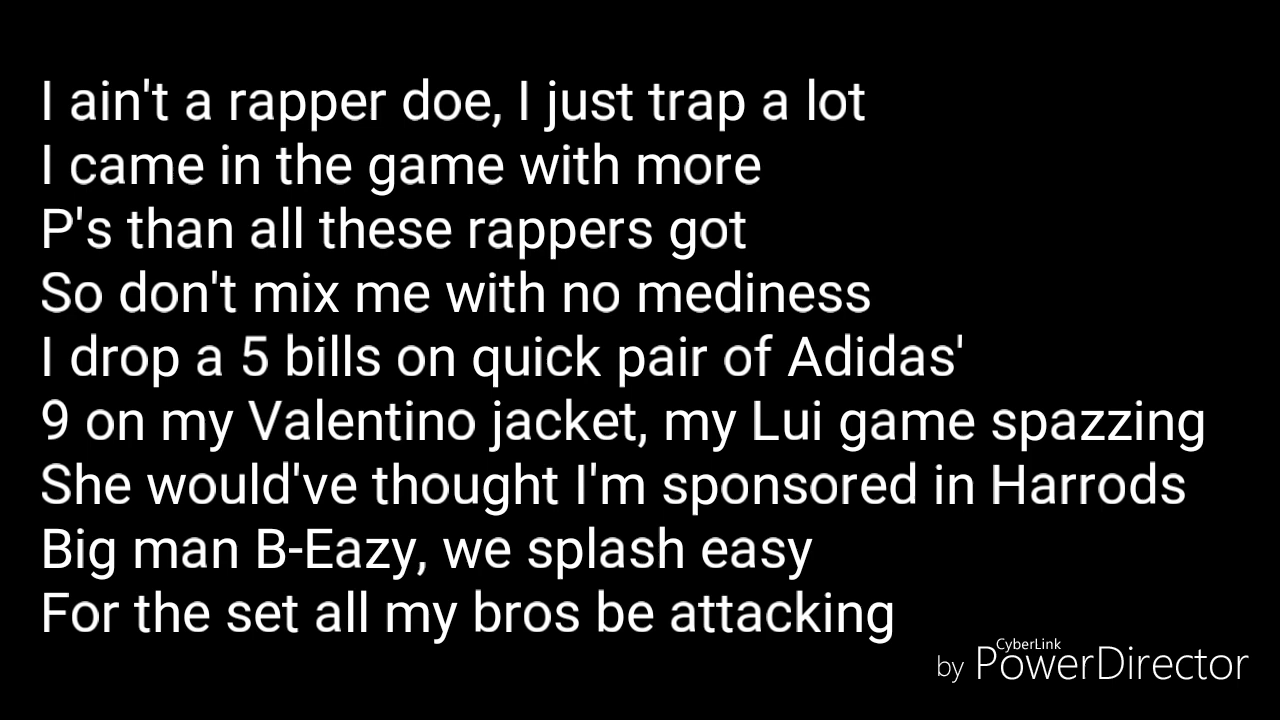 I ain't a rapper doe, I just trap a lot
I came in the game with more
P's than all these rappers got
So don't mix me with no mediness
I drop a 5 bills on quick pair of Adidas'
9 on my Valentino jacket, my Lui game spazzing
She would've thought I'm sponsored in Harrods
Big man B-Eazy, we splash easy
For the set all my bros be attacking
CyberLink
by PowerDirector